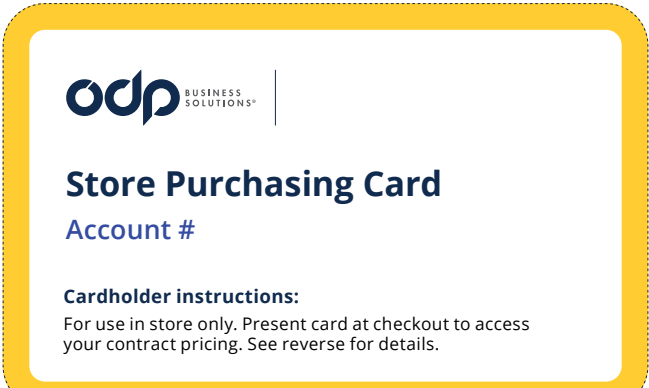 odp BUSINESS
SOLUTIONS®
Store Purchasing Card
Account #
Cardholder instructions:
For use in store only. Present card at checkout to access
your contract pricing. See reverse for details.